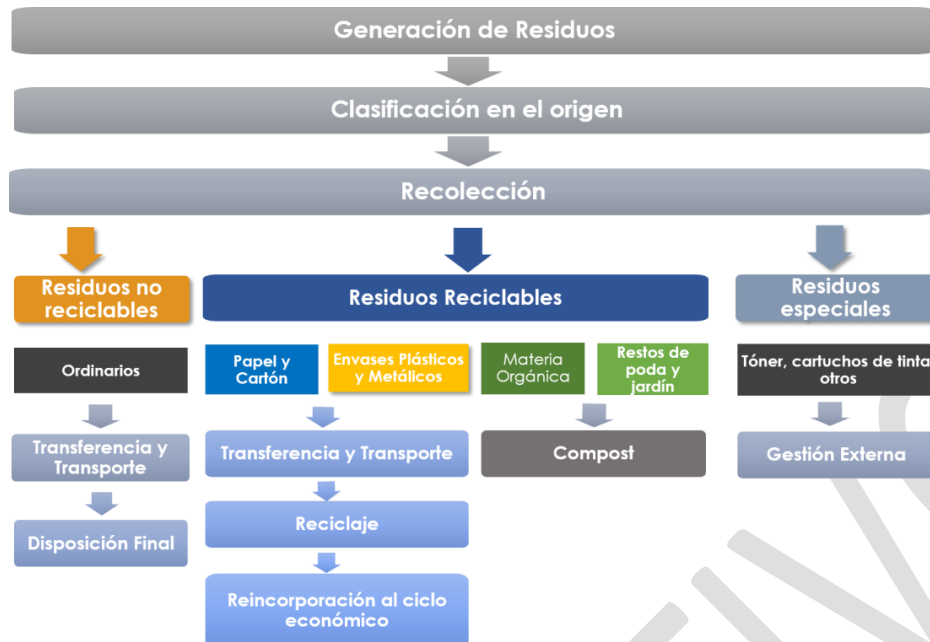 Generación de Residuos
Clasificación en el origen
Recolección
Residuos no
reciclables
Residuos Reciclables
Residuos
especiales
Ordinarios
Papel y
Cartón
Envases Plásticos
y Metálicos
Materia
Orgánica
Restos de
poda y
jardín
Tóner, cartuchos de tinta
otros
Transferencia y
Transporte
Transferencia y Transporte
Compost
Gestión Externa
Disposición Final
Reciclaje
Reincorporación al ciclo
económico